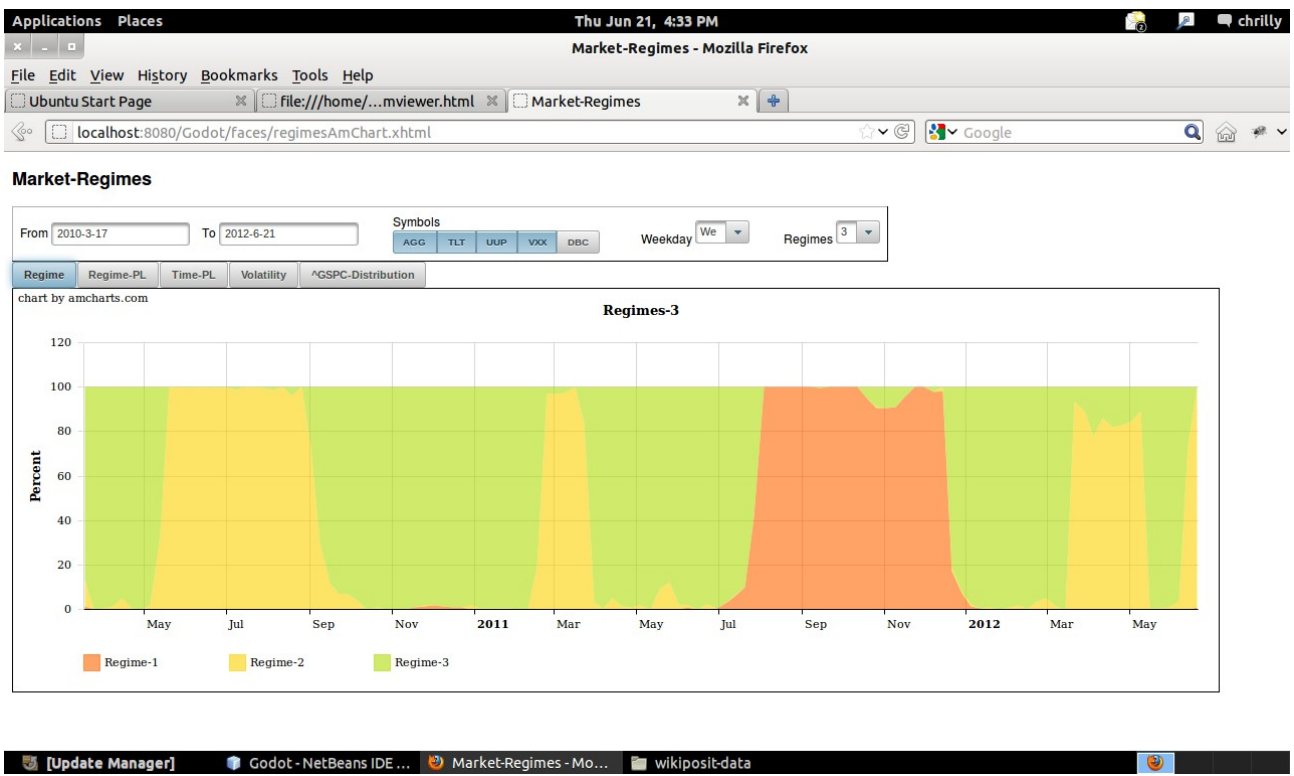 Applications Places Thu Jun 21, 4:33 PM 2 chrilly
Market-Regimes - Mozilla Firefox
File Edit View History Bookmarks Tools Help
Ubuntu Start Page file:///home/...mviewer.html Market-Regimes
localhost:8080/Godot/faces/regimesAmChart.xhtml Google
Market-Regimes
Symbols
From 2010-3-17 To 2012-6-21 AGG TLT UUP VXX DBC Weekday We Regimes 3
Regime Regime-PL Time-PL Volatility ^GSPC-Distribution
chart by amcharts.com
Regimes-3
120
100
80
60
40
20
0
Percent
May Jul Sep Nov 2011 Mar May Jul Sep Nov 2012 Mar May
Regime-1 Regime-2 Regime-3
[Update Manager] Godot - NetBeans IDE ... Market-Regimes - Mo... wikiposit-data